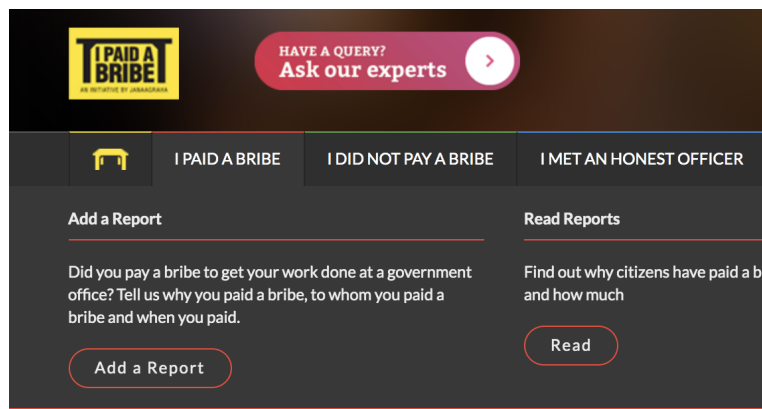 I PAID A
BRIBE
AN INITIATIVE BY JANAAGRAHA
HAVE A QUERY?
Ask our experts
I PAID A BRIBE
I DID NOT PAY A BRIBE
I MET AN HONEST OFFICER
Add a Report
Did you pay a bribe to get your work done at a government
office? Tell us why you paid a bribe, to whom you paid a
bribe and when you paid.
Add a Report
Read Reports
Find out why citizens have paid a b
and how much
Read